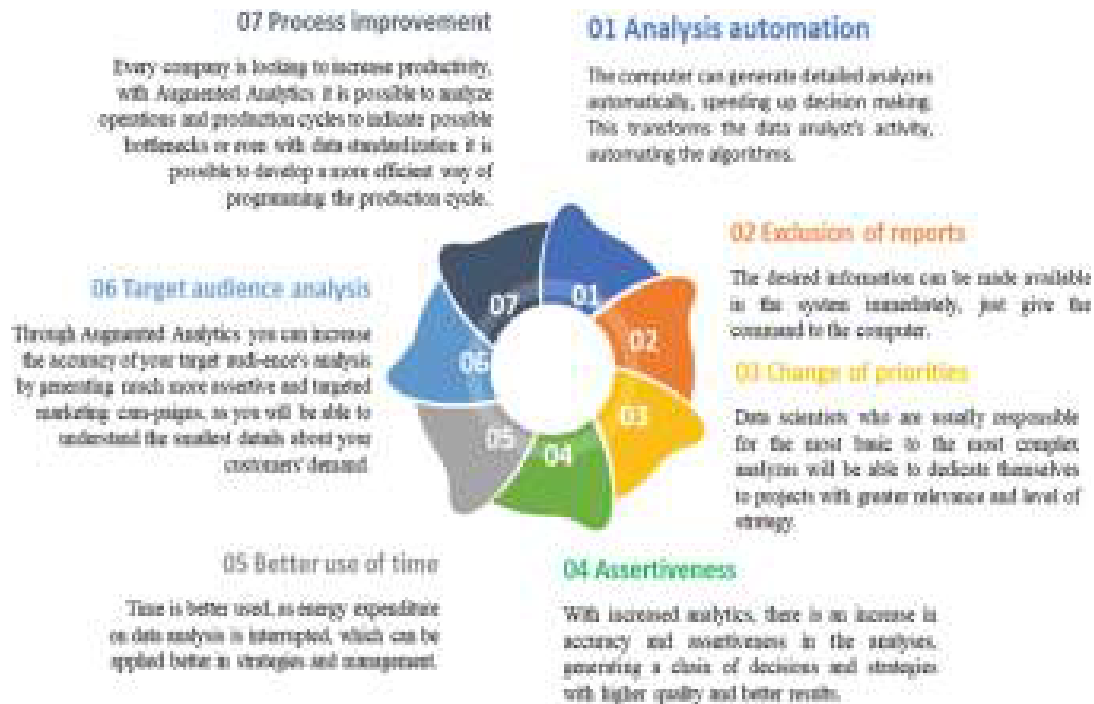 07 Process improvement
Every company is looking to increase productivity,
with Augmented Analytics it is possible to analyze
operations and production cycles to indicate possible
bottlenecks or even with data standardization it is
possible to develop a more efficient way of
programming the production cycle.
01 Analysis automation
The computer can generate detailed analyzes
automatically, speeding up decision making.
This transforms the data analyst's activity,
automating the algorithms.
02 Exclusion of reports
The desired information can be made available
in the system immediately, just give the
command to the computer.
03 Change of priorities
Data scientists who are usually responsible
for the most basic to the most complex
analyzes will be able to dedicate themselves
to projects with greater relevance and level of
strategy.
04 Assertiveness
With increased analytics, there is an increase in
accuracy and assertiveness in the analyses,
generating a chain of decisions and strategies
with higher quality and better results.
05 Better use of time
Time is better used, as energy expenditure
on data analysis is interrupted, which can be
applied better in strategies and management.
06 Target audience analysis
Through Augmented Analytics you can increase
the accuracy of your target audi-ence's analysis
by generating much more assertive and targeted
marketing cam-paigns, as you will be able to
understand the smallest details about your
customers' demand.
07
01
02
03
04
05
06